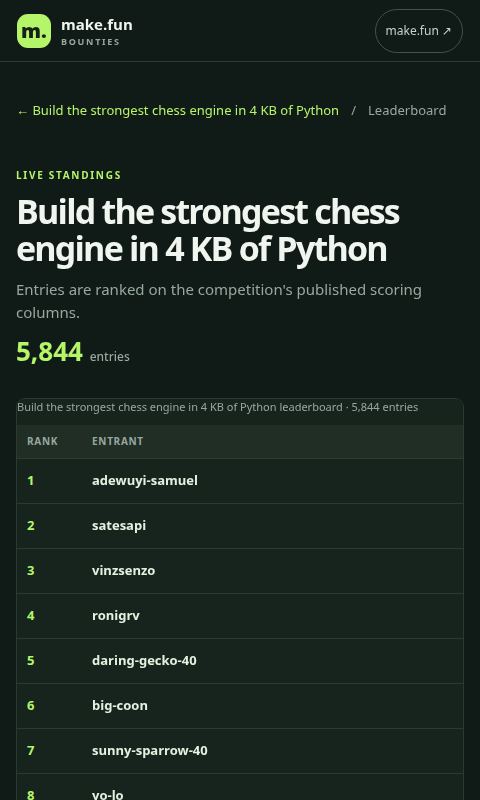 m. make.fun
BOUNTIES
make.fun ↗
← Build the strongest chess engine in 4 KB of Python / Leaderboard
LIVE STANDINGS
Build the strongest chess
engine in 4 KB of Python
Entries are ranked on the competition's published scoring
columns.
5,844 entries
Build the strongest chess engine in 4 KB of Python leaderboard · 5,844 entries
RANK ENTRANT
1 adewuyi-samuel
2 satesapi
3 vinzsenzo
4 ronigrv
5 daring-gecko-40
6 big-coon
7 sunny-sparrow-40
8 yo-lo